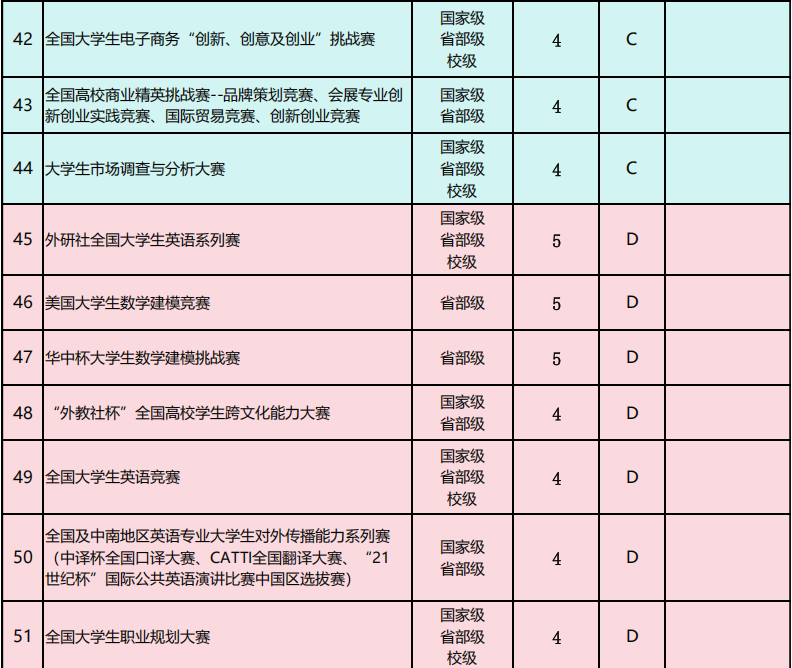 42 全国大学生电子商务“创新、创意及创业”挑战赛 国家级 4 C
省部级
校级
43 全国高校商业精英挑战赛--品牌策划竞赛、会展专业创 国家级 4 C
新创业实践竞赛、国际贸易竞赛、创新创业竞赛 省部级
44 大学生市场调查与分析大赛 国家级 4 C
省部级
校级
45 外研社全国大学生英语系列赛 国家级 5 D
省部级
校级
46 美国大学生数学建模竞赛 省部级 5 D
47 华中杯大学生数学建模挑战赛 省部级 5 D
48 “外教社杯”全国高校学生跨文化能力大赛 国家级 4 D
省部级
49 全国大学生英语竞赛 国家级 4 D
省部级
校级
50 全国及中南地区英语专业大学生对外传播能力系列赛 国家级 4 D
（中译杯全国口译大赛、CATTI全国翻译大赛、“21 省部级
世纪杯”国际公共英语演讲比赛中国区选拔赛）
51 全国大学生职业规划大赛 国家级 4 D
省部级
校级